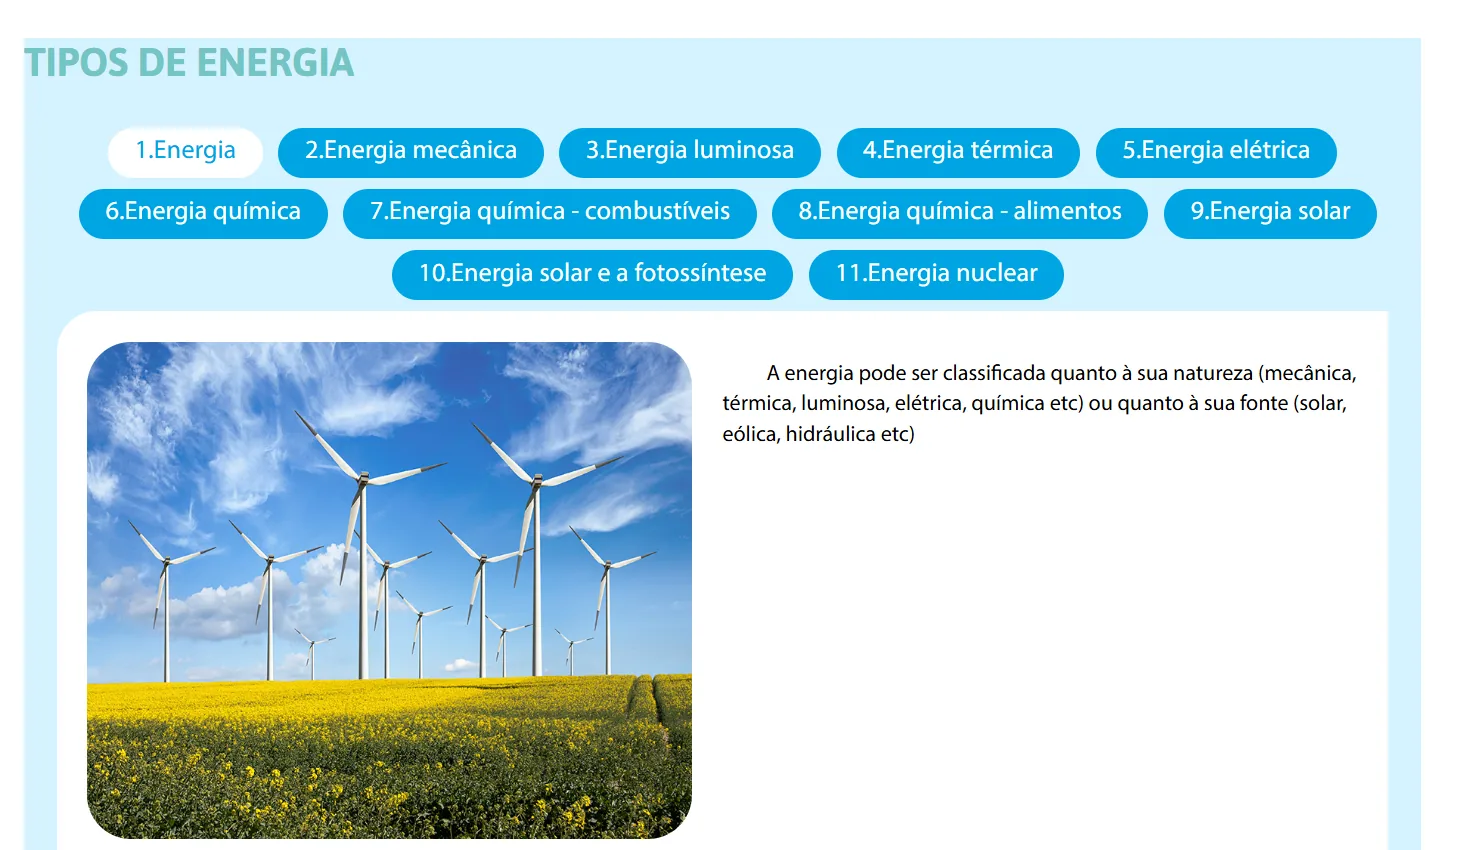 TIPOS DE ENERGIA
1.Energia
2.Energia mecânica
3.Energia luminosa
4.Energia térmica
5.Energia elétrica
6.Energia química
7.Energia química - combustíveis
8.Energia química - alimentos
9.Energia solar
10.Energia solar e a fotossíntese
11.Energia nuclear
A energia pode ser classificada quanto à sua natureza (mecânica,
térmica, luminosa, elétrica, química etc) ou quanto à sua fonte (solar,
eólica, hidráulica etc)